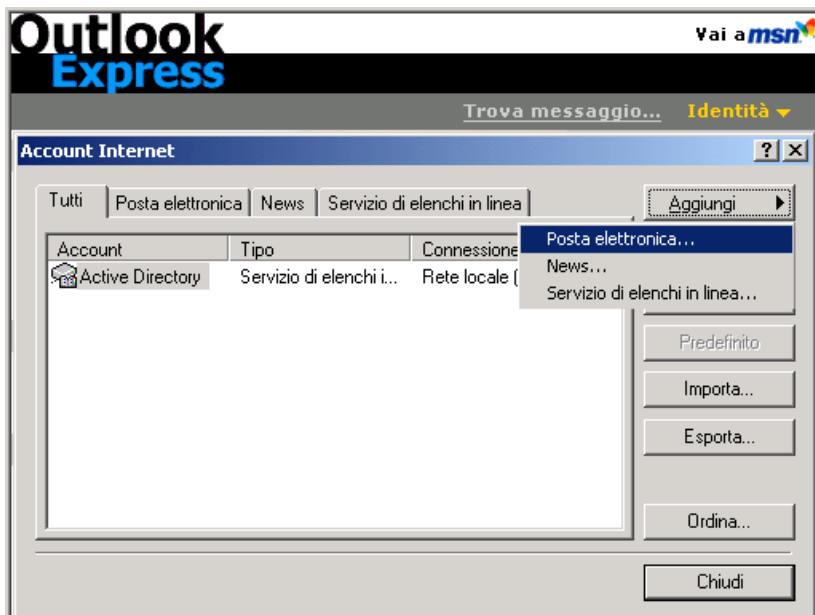 Outlook
Express
Vai a msn
Trova messaggio... Identità
Account Internet
Tutti Posta elettronica News Servizio di elenchi in linea
Aggiungi
Posta elettronica...
News...
Servizio di elenchi in linea...
Account Tipo Connessione
Active Directory Servizio di elenchi i... Rete locale (
Predefinito
Importa...
Esporta...
Ordina...
Chiudi